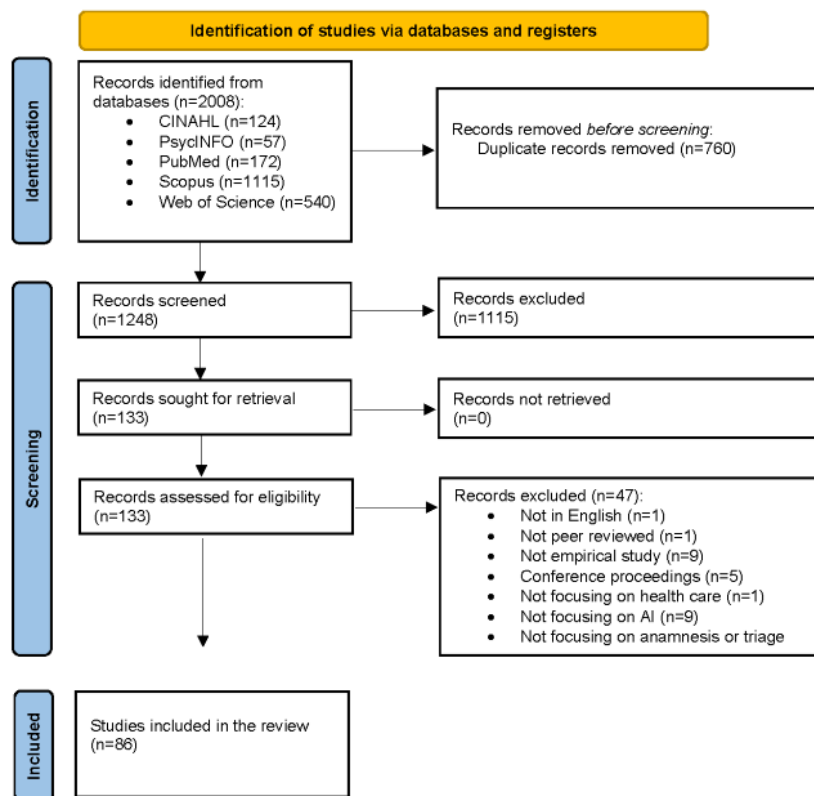 Identification of studies via databases and registers
Identification
Records identified from
databases (n=2008):
• CINAHL (n=124)
• PsycINFO (n=57)
• PubMed (n=172)
• Scopus (n=1115)
• Web of Science (n=540)
Records removed before screening:
Duplicate records removed (n=760)
Screening
Records screened
(n=1248)
Records excluded
(n=1115)
Records sought for retrieval
(n=133)
Records not retrieved
(n=0)
Records assessed for eligibility
(n=133)
Records excluded (n=47):
• Not in English (n=1)
• Not peer reviewed (n=1)
• Not empirical study (n=9)
• Conference proceedings (n=5)
• Not focusing on health care (n=1)
• Not focusing on AI (n=9)
• Not focusing on anamnesis or triage
Included
Studies included in the review
(n=86)